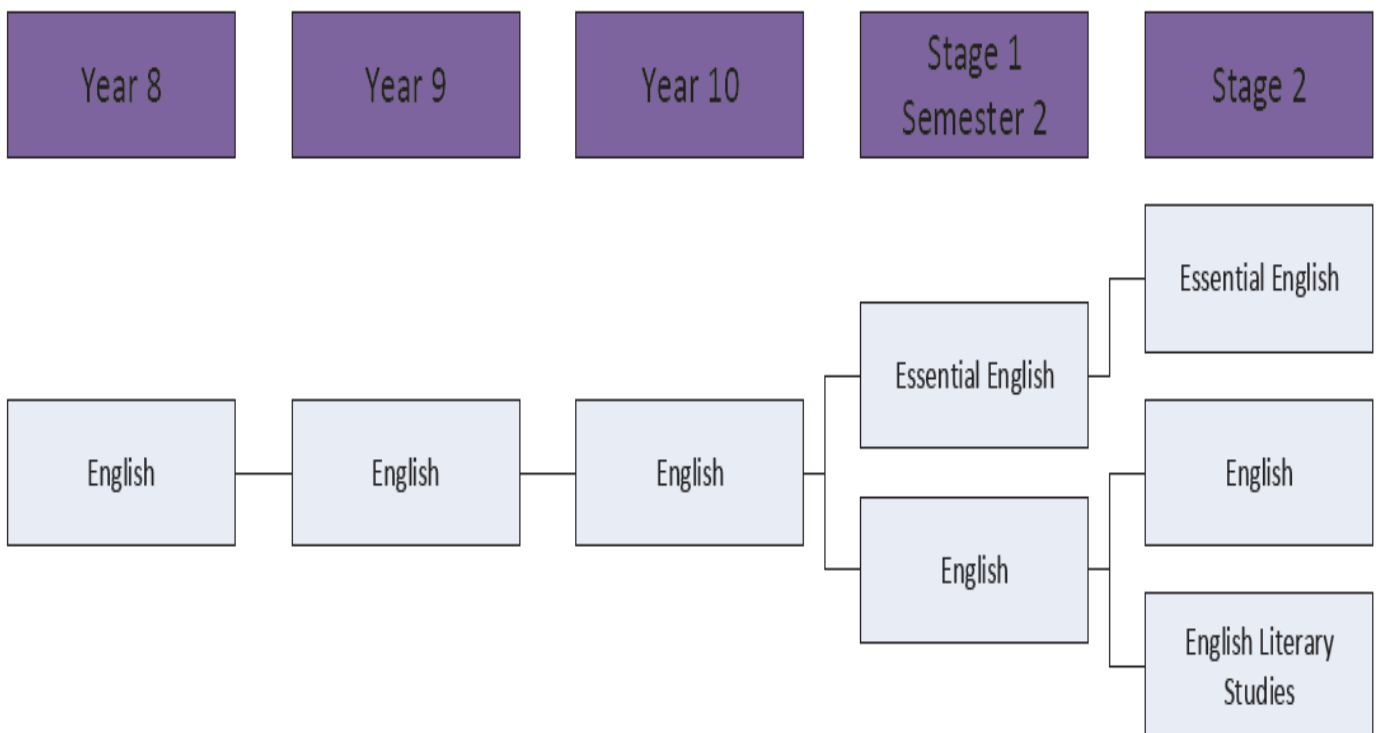 Year 8
Year 9
Year 10
Stage 1
Semester 2
Stage 2
Essential English
Essential English
English
English
English
English
English
English Literary
Studies